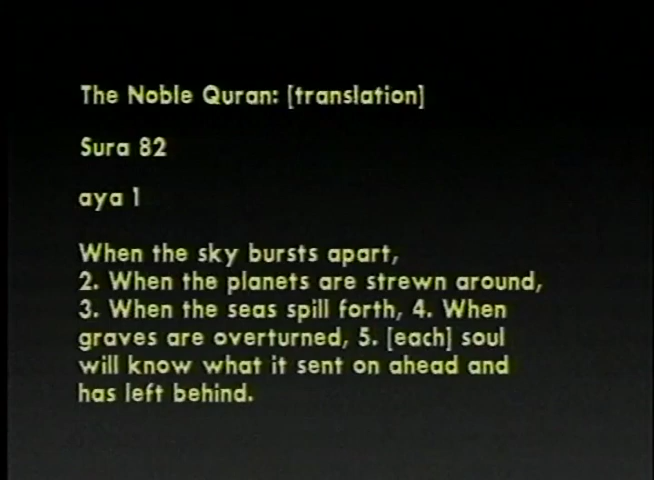 The Noble Quran: [translation]
Sura 82
aya 1
When the sky bursts apart,
2. When the planets are strewn around,
3. When the seas spill forth, 4. When
graves are overturned, 5. [each] soul
will know what it sent on ahead and
has left behind.